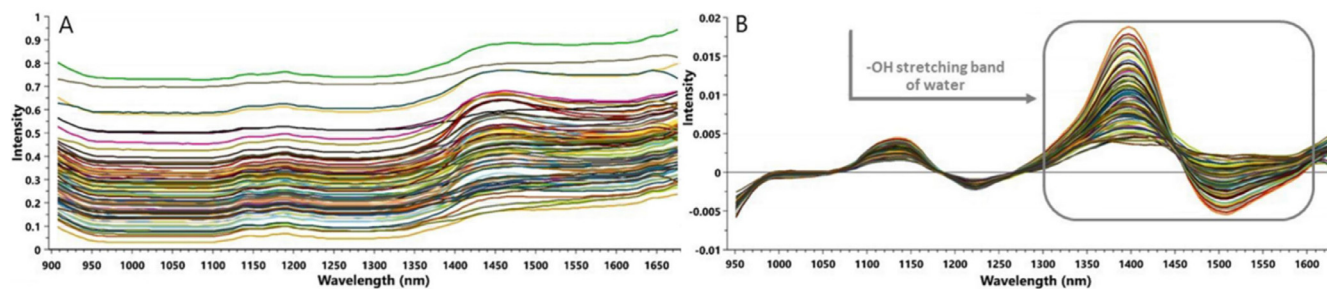 A
Intensity
1
0.9
0.8
0.7
0.6
0.5
0.4
0.3
0.2
0.1
0
900 950 1000 1050 1100 1150 1200 1250 1300 1350 1400 1450 1500 1550 1600 1650
Wavelength (nm)
B
Intensity
0.02
0.015
0.01
0.005
0
-0.005
-0.01
-OH stretching band
of water
950 1000 1050 1100 1150 1200 1250 1300 1350 1400 1450 1500 1550 1600
Wavelength (nm)